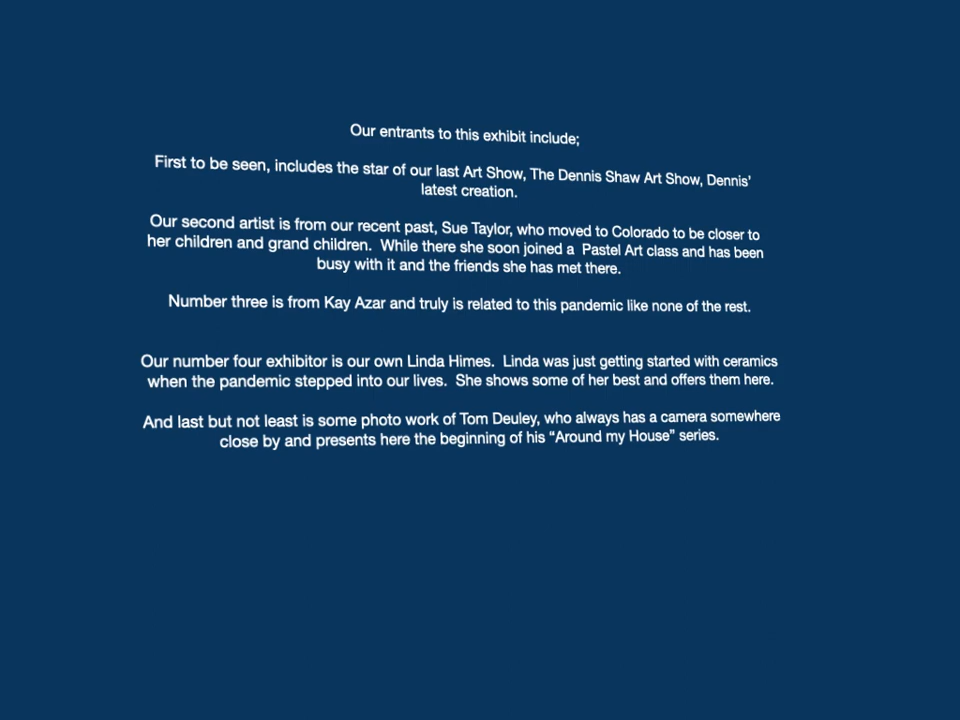 Our entrants to this exhibit include;
First to be seen, includes the star of our last Art Show, The Dennis Shaw Art Show, Dennis'
latest creation.
Our second artist is from our recent past, Sue Taylor, who moved to Colorado to be closer to
her children and grand children.  While there she soon joined a  Pastel Art class and has been
busy with it and the friends she has met there.
Number three is from Kay Azar and truly is related to this pandemic like none of the rest.
Our number four exhibitor is our own Linda Himes.  Linda was just getting started with ceramics
when the pandemic stepped into our lives.  She shows some of her best and offers them here.
And last but not least is some photo work of Tom Deuley, who always has a camera somewhere
close by and presents here the beginning of his “Around my House” series.